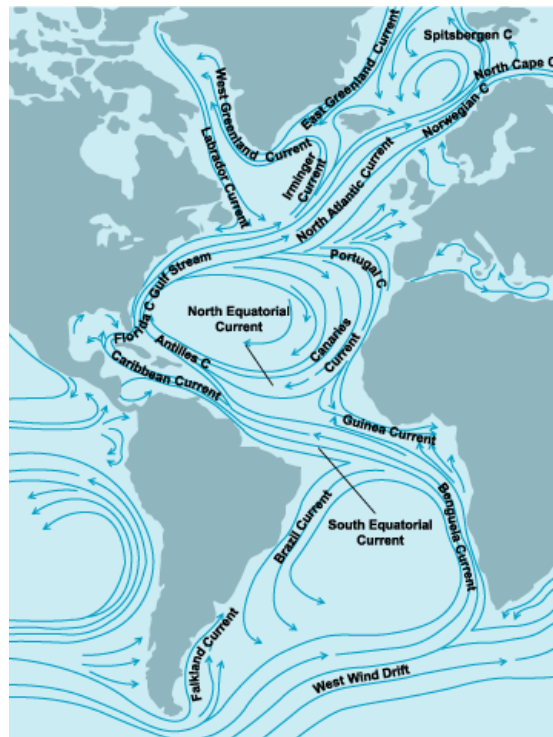 Spitsbergen C
North Cape C
East Greenland Current
West Greenland Current
Norwegian C
Labrador Current
Irminger
Current
North Atlantic Current
Gulf Stream
Portugal C
Florida C
North Equatorial
Current
Canaries
Current
Antilles C
Caribbean Current
Guinea Current
Benguela Current
South Equatorial
Current
Brazil Current
Falkland Current
West Wind Drift